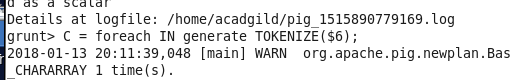 d as a scalar
Details at logfile: /home/acadgild/pig_1515890779169.log
grunt> C = foreach IN generate TOKENIZE($6);
2018-01-13 20:11:39,048 [main] WARN  org.apache.pig.newplan.Bas
_CHARARRAY 1 time(s).